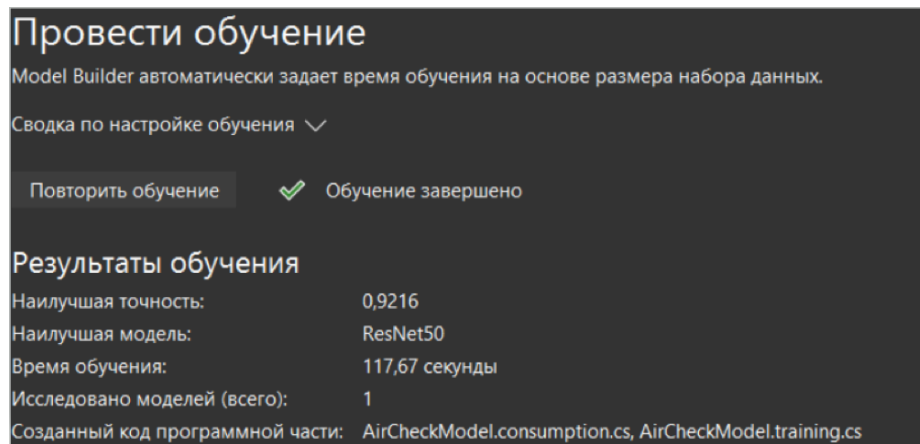 Провести обучение
Model Builder автоматически задает время обучения на основе размера набора данных.
Сводка по настройке обучения
Повторить обучение Обучение завершено
Результаты обучения
Наилучшая точность: 0,9216
Наилучшая модель: ResNet50
Время обучения: 117,67 секунды
Исследовано моделей (всего): 1
Созданный код программной части: AirCheckModel.consumption.cs, AirCheckModel.training.cs